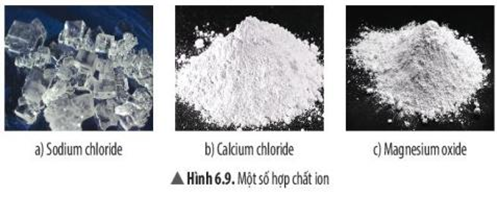 a) Sodium chloride b) Calcium chloride c) Magnesium oxide
▲ Hình 6.9. Một số hợp chất ion